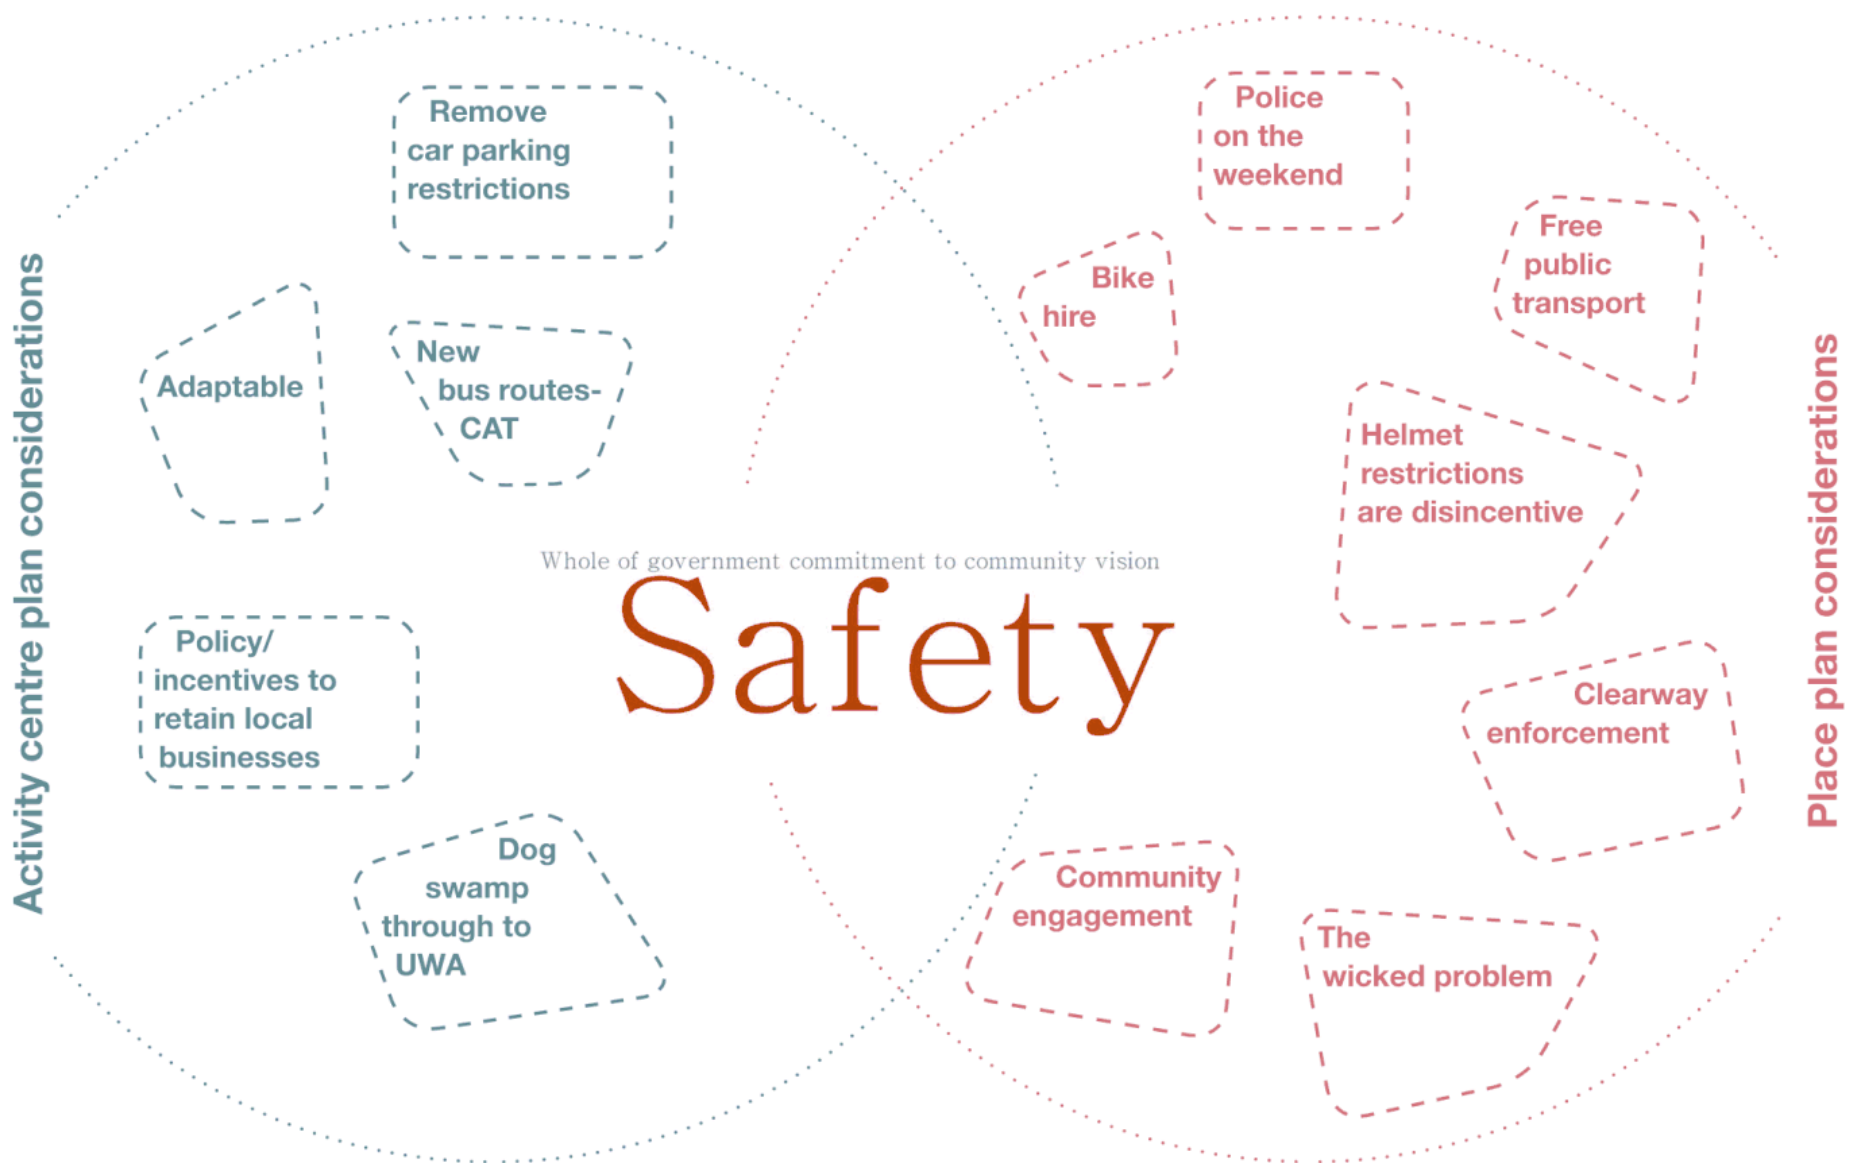 Activity centre plan considerations
Remove
car parking
restrictions
Adaptable
New
bus routes-
CAT
Policy/
incentives to
retain local
businesses
Dog
swamp
through to
UWA
Whole of government commitment to community vision
Safety
Police
on the
weekend
Bike
hire
Free
public
transport
Helmet
restrictions
are disincentive
Clearway
enforcement
Community
engagement
The
wicked problem
Place plan considerations